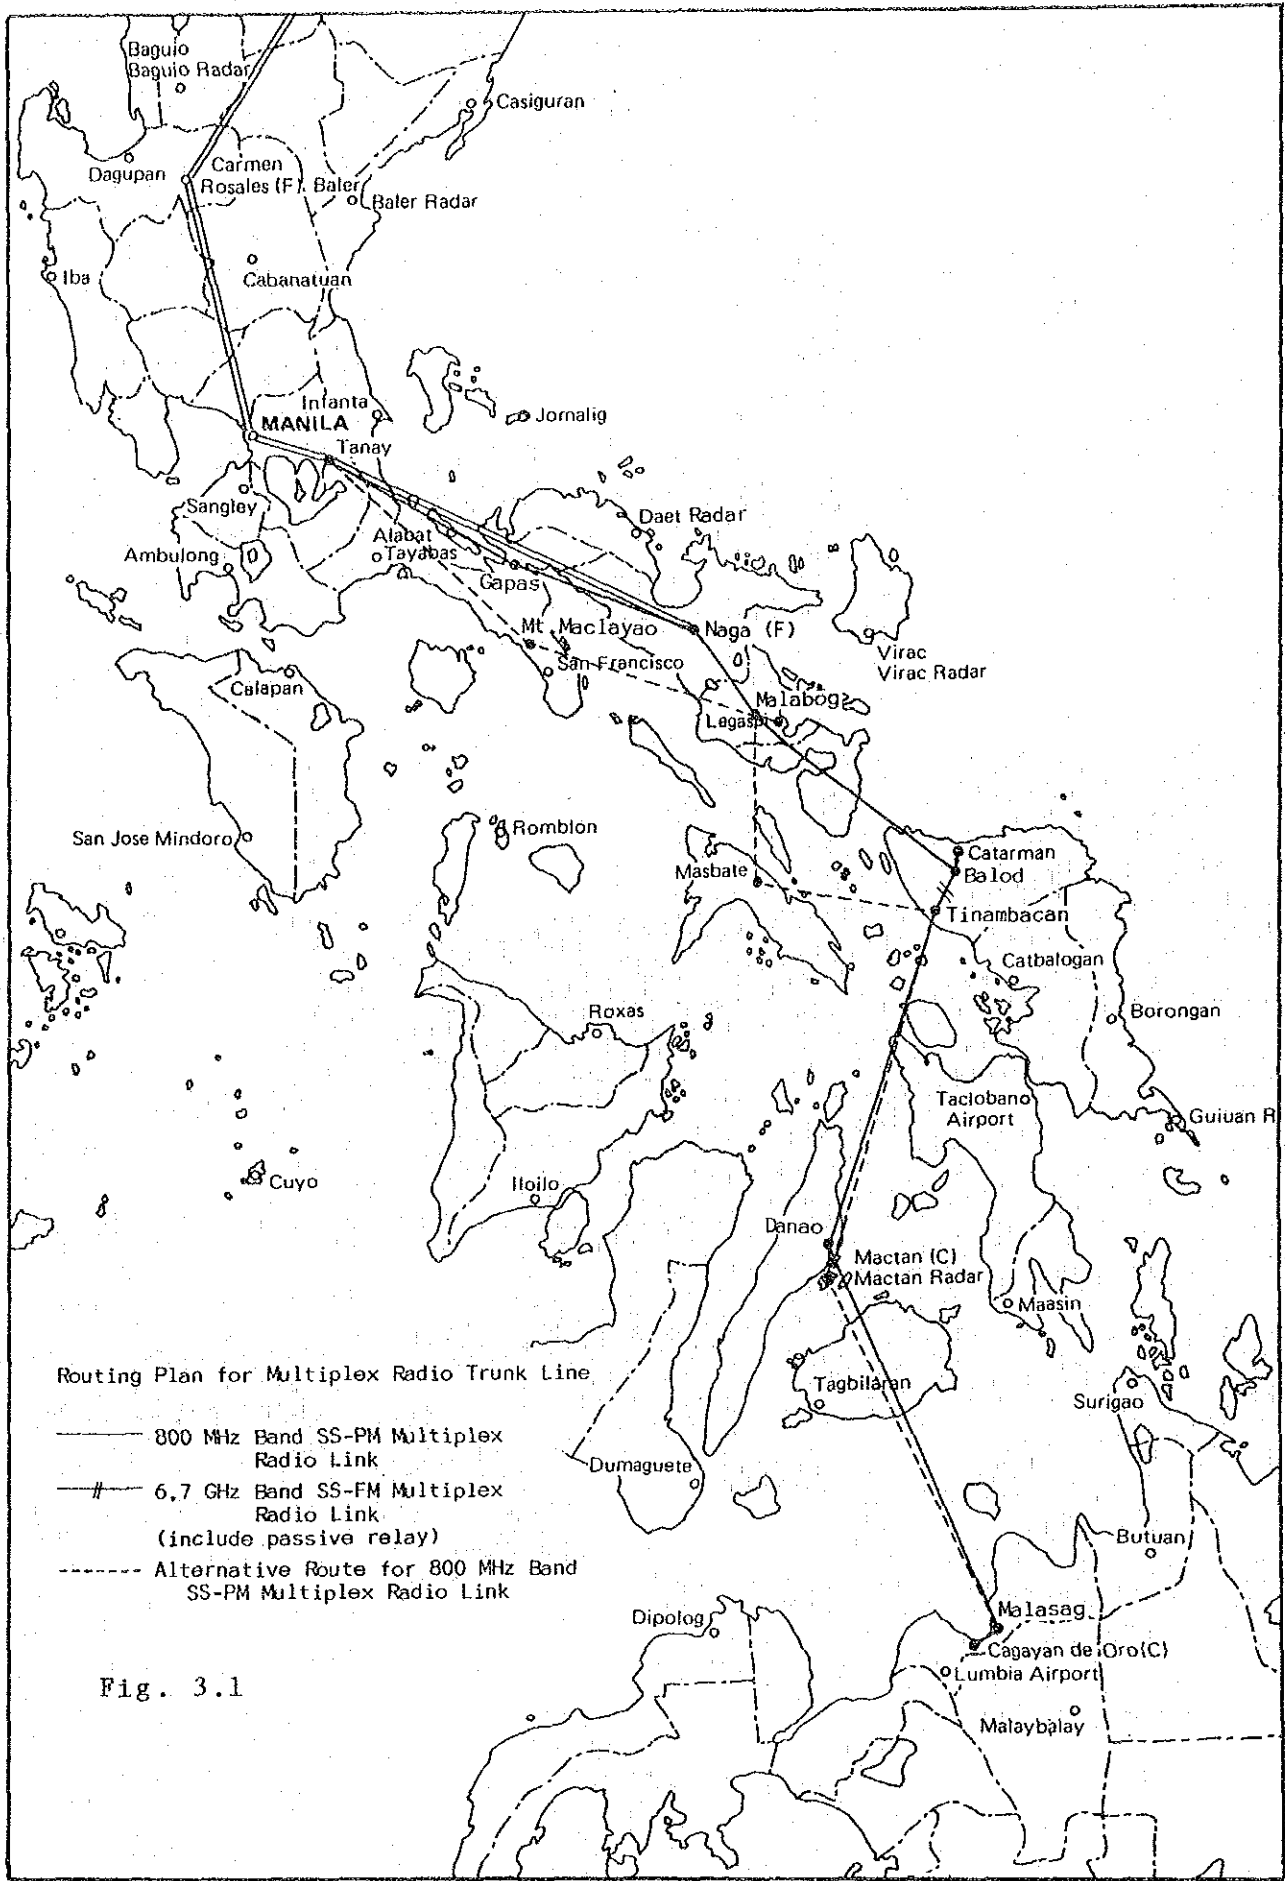 Baguio
Baguio Radar
Casiguran
Dagupan
Carmen
Rosales (F) Baler
Baler Radar
Iba
Cabanatuan
Infanta
Jornalig
MANILA
Tanay
Sangley
Daet Radar
Alabat
Tayabas
Ambulong
Gapas
Mt. Maclayao
Naga (F)
Virac
Virac Radar
San Francisco
Calapan
Malabog
Legaspi
San Jose Mindoro
Romblon
Catarman
Balod
Masbate
Tinambacan
Catbalogan
Roxas
Borongan
Taclobano
Airport
Guiuan R
Cuyo
Iloilo
Danao
Mactan (C)
Mactan Radar
Maasin
Routing Plan for Multiplex Radio Trunk Line
Tagbilaran
Surigao
800 MHz Band SS-PM Multiplex
Radio Link
Dumaguete
6.7 GHz Band SS-FM Multiplex
Radio Link
(include passive relay)
Butuan
Alternative Route for 800 MHz Band
SS-PM Multiplex Radio Link
Dipolog
Malasag
Cagayan de Oro (C)
Lumbia Airport
Fig. 3.1
Malaybalay